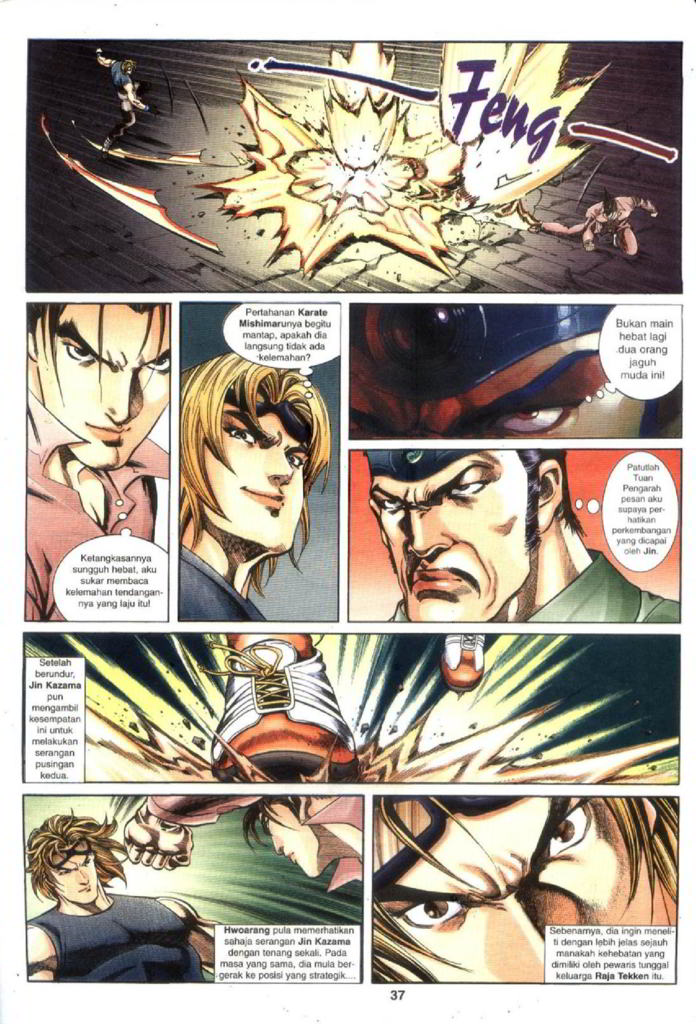 Feng
Pertahanan Karate
Mishimarunya begitu
mantap, apakah dia
langsung tidak ada
kelemahan?
Bukan main
hebat lagi
dua orang
jaguh
muda ini!
Ketangkasannya
sungguh hebat, aku
sukar membaca
kelemahan tendangan-
nya yang laju itu!
Patutlah
Tuan
Pengarah
pesan aku
supaya per-
hatikan
perkembangan
yang dicapai
oleh Jin.
Setelah
berundur,
Jin Kazama
pun
mengambil
kesempatan
ini untuk
melakukan
serangan
pusingan
kedua.
Hwoarang pula memerhatikan
sahaja serangan Jin Kazama
dengan tenang sekali. Pada
masa yang sama, dia mula ber-
gerak ke posisi yang strategik....
Sebenarnya, dia ingin meneli-
ti dengan lebih jelas sejauh
manakah kehebatan yang
dimiliki oleh pewaris tunggal
keluarga Raja Tekken itu.
37